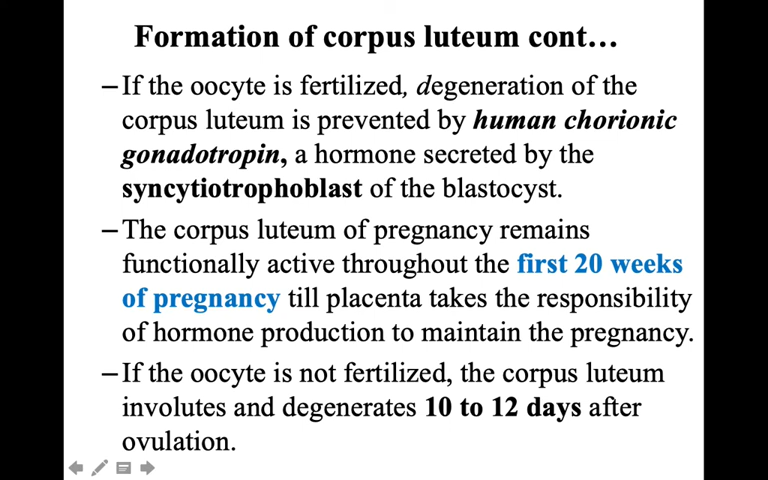 Formation of corpus luteum cont…
–If the oocyte is fertilized, degeneration of the
corpus luteum is prevented by human chorionic
gonadotropin, a hormone secreted by the
syncytiotrophoblast of the blastocyst.
–The corpus luteum of pregnancy remains
functionally active throughout the first 20 weeks
of pregnancy till placenta takes the responsibility
of hormone production to maintain the pregnancy.
–If the oocyte is not fertilized, the corpus luteum
involutes and degenerates 10 to 12 days after
ovulation.